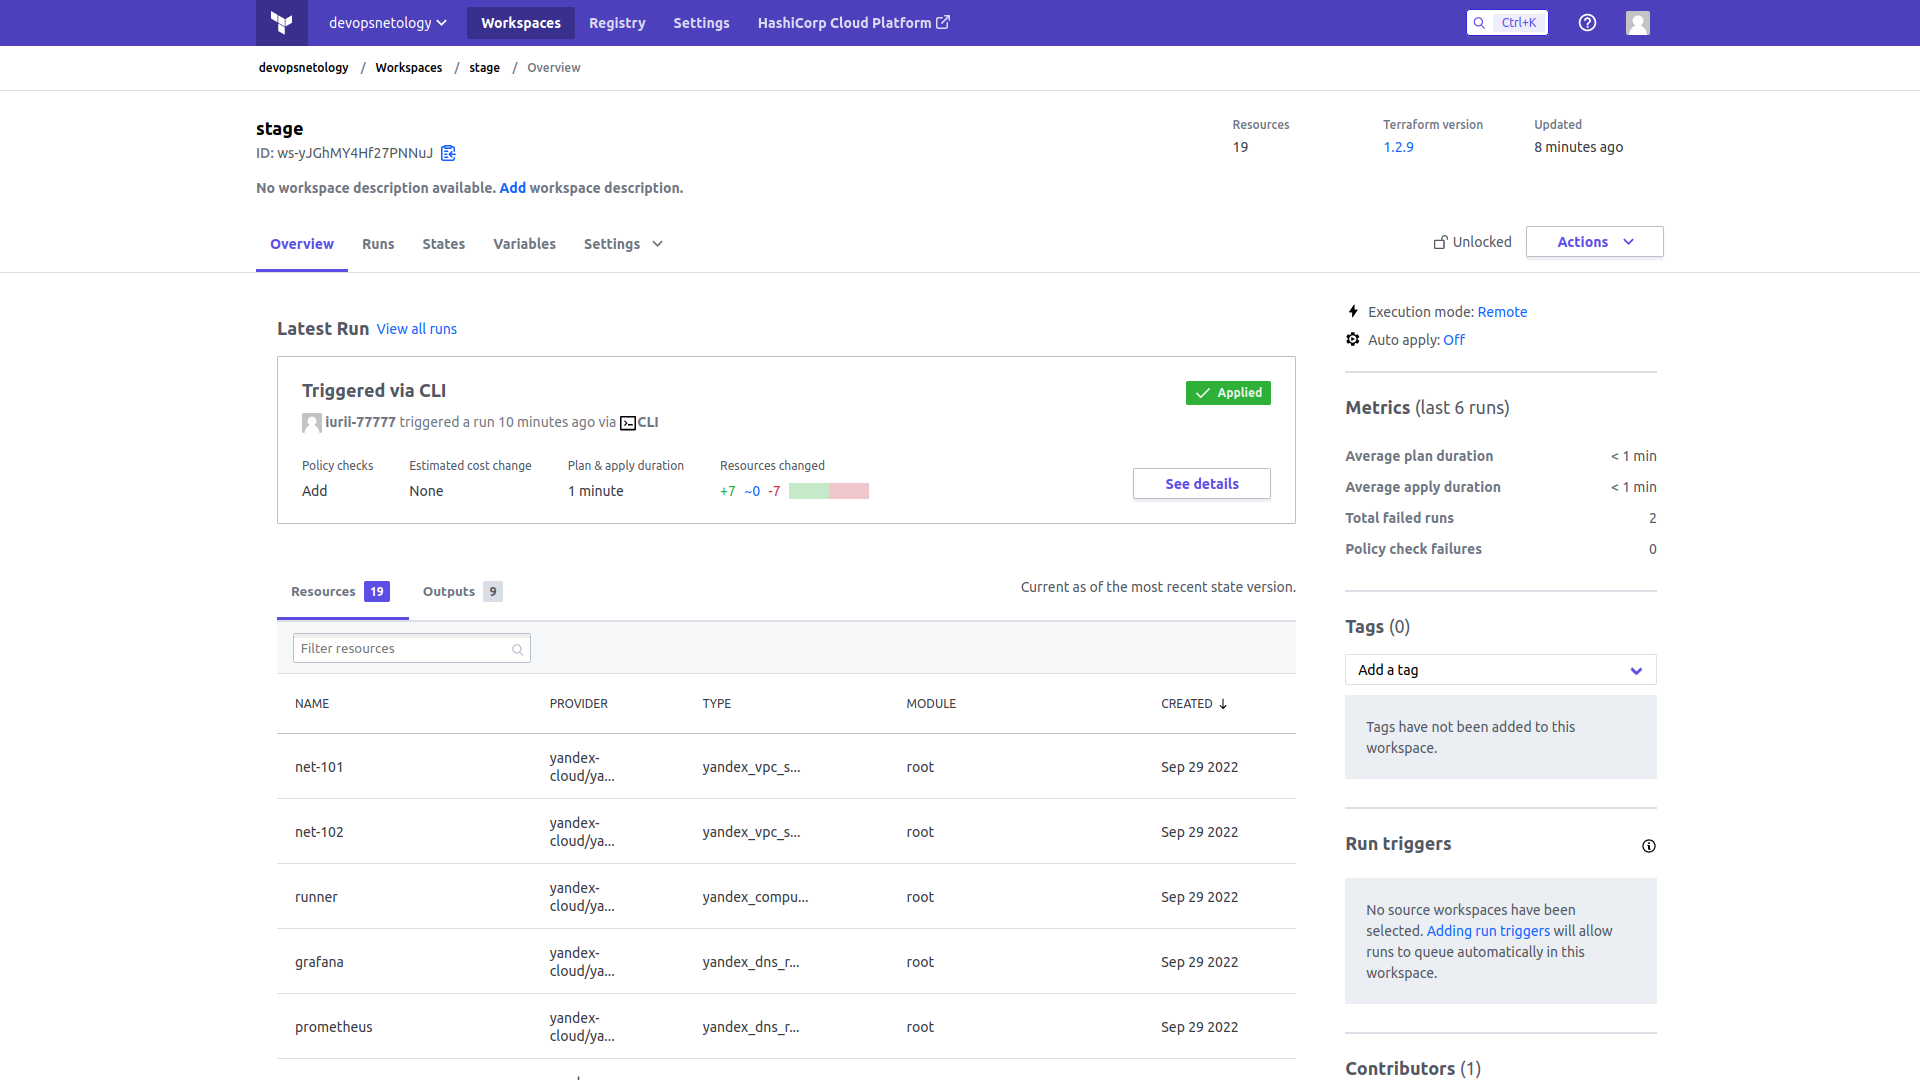 devopsnetology
Workspaces
Registry
Settings
HashiCorp Cloud Platform
Ctrl+K
devopsnetology / Workspaces / stage / Overview
stage
ID: ws-yJGhMY4Hf27PNNuJ
No workspace description available. Add workspace description.
Resources
19
Terraform version
1.2.9
Updated
8 minutes ago
Overview
Runs
States
Variables
Settings
Unlocked
Actions
Latest Run View all runs
Triggered via CLI
Applied
iurii-77777 triggered a run 10 minutes ago via CLI
Policy checks
Add
Estimated cost change
None
Plan & apply duration
1 minute
Resources changed
+7 ~0 -7
See details
Resources 19
Outputs 9
Current as of the most recent state version.
Filter resources
NAME PROVIDER TYPE MODULE CREATED
net-101 yandex-cloud/ya... yandex_vpc_s... root Sep 29 2022
net-102 yandex-cloud/ya... yandex_vpc_s... root Sep 29 2022
runner yandex-cloud/ya... yandex_compu... root Sep 29 2022
grafana yandex-cloud/ya... yandex_dns_r... root Sep 29 2022
prometheus yandex-cloud/ya... yandex_dns_r... root Sep 29 2022
Execution mode: Remote
Auto apply: Off
Metrics (last 6 runs)
Average plan duration < 1 min
Average apply duration < 1 min
Total failed runs 2
Policy check failures 0
Tags (0)
Add a tag
Tags have not been added to this
workspace.
Run triggers
No source workspaces have been
selected. Adding run triggers will allow
runs to queue automatically in this
workspace.
Contributors (1)